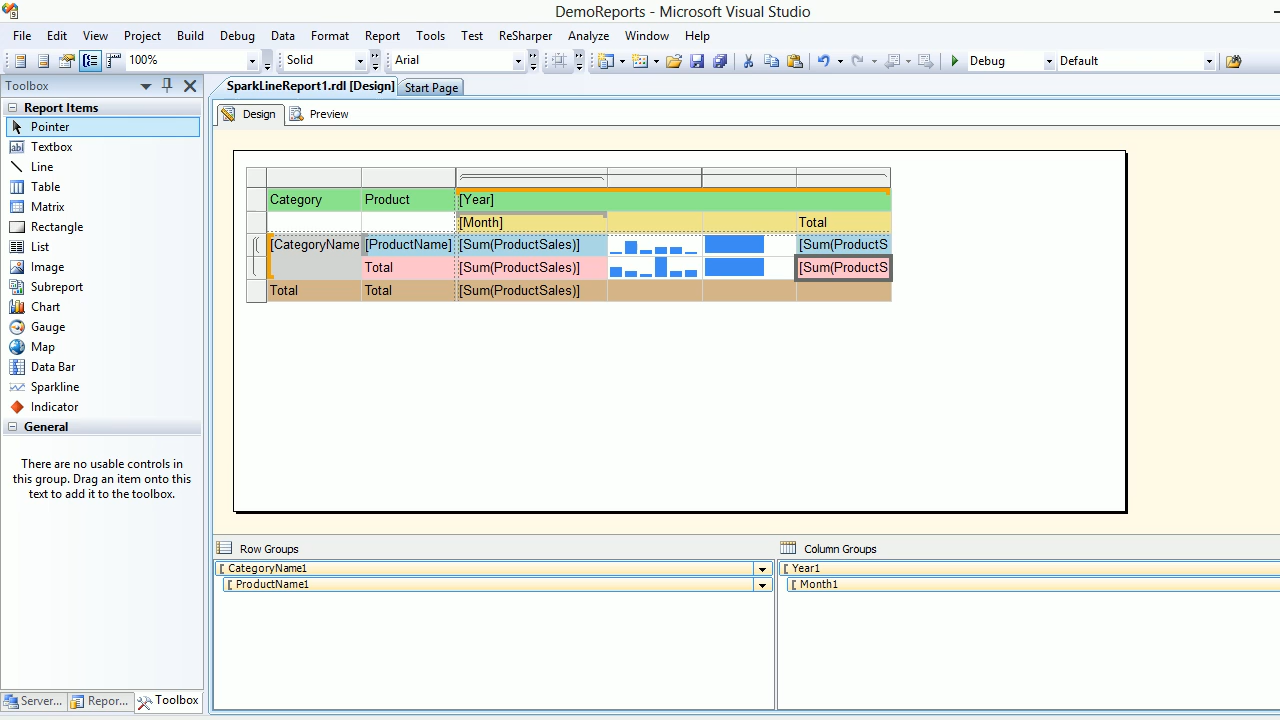 DemoReports - Microsoft Visual Studio
File Edit View Project Build Debug Data Format Report Tools Test ReSharper Analyze Window Help
100% Solid Arial Debug Default
Toolbox
SparkLineReport1.rdl [Design] Start Page
Report Items
Design Preview
Pointer
Textbox
Line
Table
Matrix
Rectangle
List
Image
Subreport
Chart
Gauge
Map
Data Bar
Sparkline
Indicator
General
There are no usable controls in
this group. Drag an item onto this
text to add it to the toolbox.
Category Product [Year]
[Month] Total
[CategoryName [ProductName] [Sum(ProductSales)] [Sum(ProductS
Total [Sum(ProductSales)] [Sum(ProductS
Total Total [Sum(ProductSales)]
Row Groups
CategoryName1
ProductName1
Column Groups
Year1
Month1
Server... Repor... Toolbox